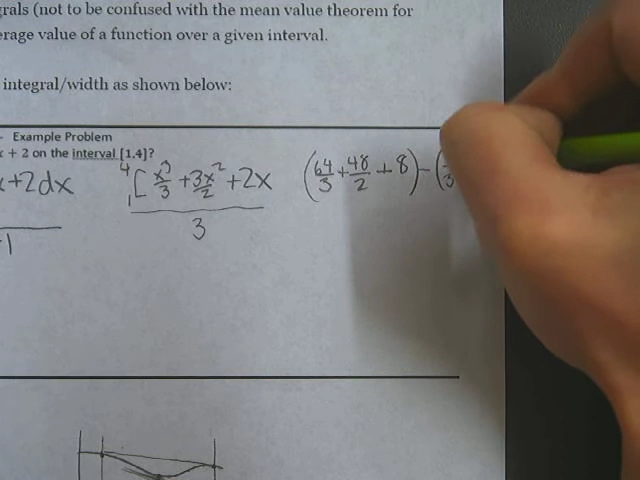 grals (not to be confused with the mean value theorem for
erage value of a function over a given interval.
integral/width as shown below:
- Example Problem
x + 2 on the interval [1.4]?
x+2dx
-1
4
1 [ x³/3 + 3x²/2 + 2x
3
(64/3 + 48/2 + 8) - ( /3